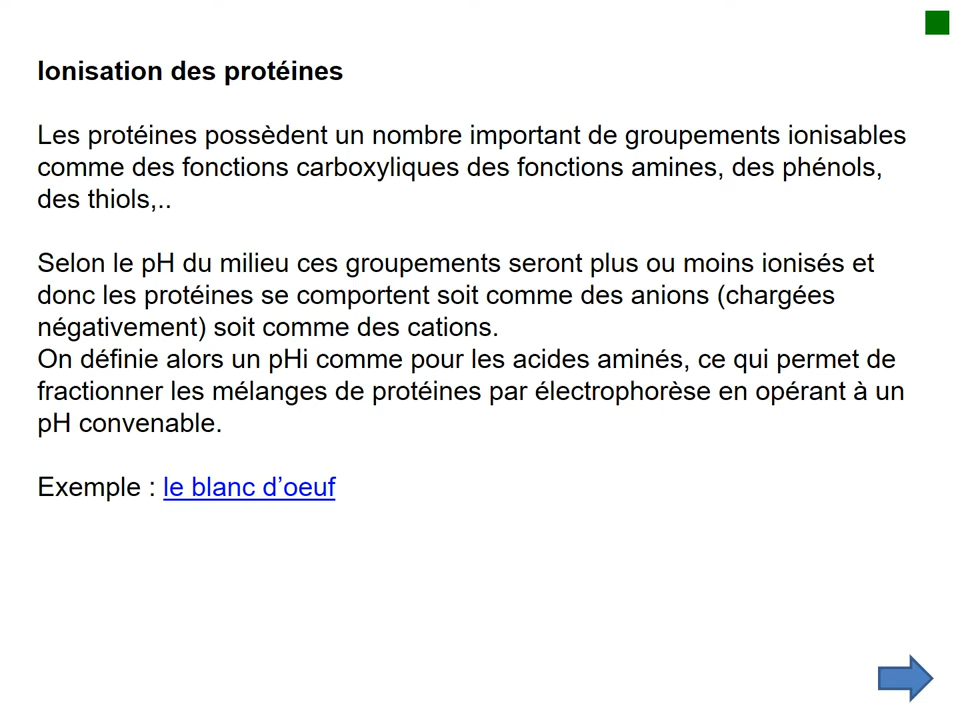 Ionisation des protéines
Les protéines possèdent un nombre important de groupements ionisables
comme des fonctions carboxyliques des fonctions amines, des phénols,
des thiols,..
Selon le pH du milieu ces groupements seront plus ou moins ionisés et
donc les protéines se comportent soit comme des anions (chargées
négativement) soit comme des cations.
On définie alors un pHi comme pour les acides aminés, ce qui permet de
fractionner les mélanges de protéines par électrophorèse en opérant à un
pH convenable.
Exemple : le blanc d’oeuf